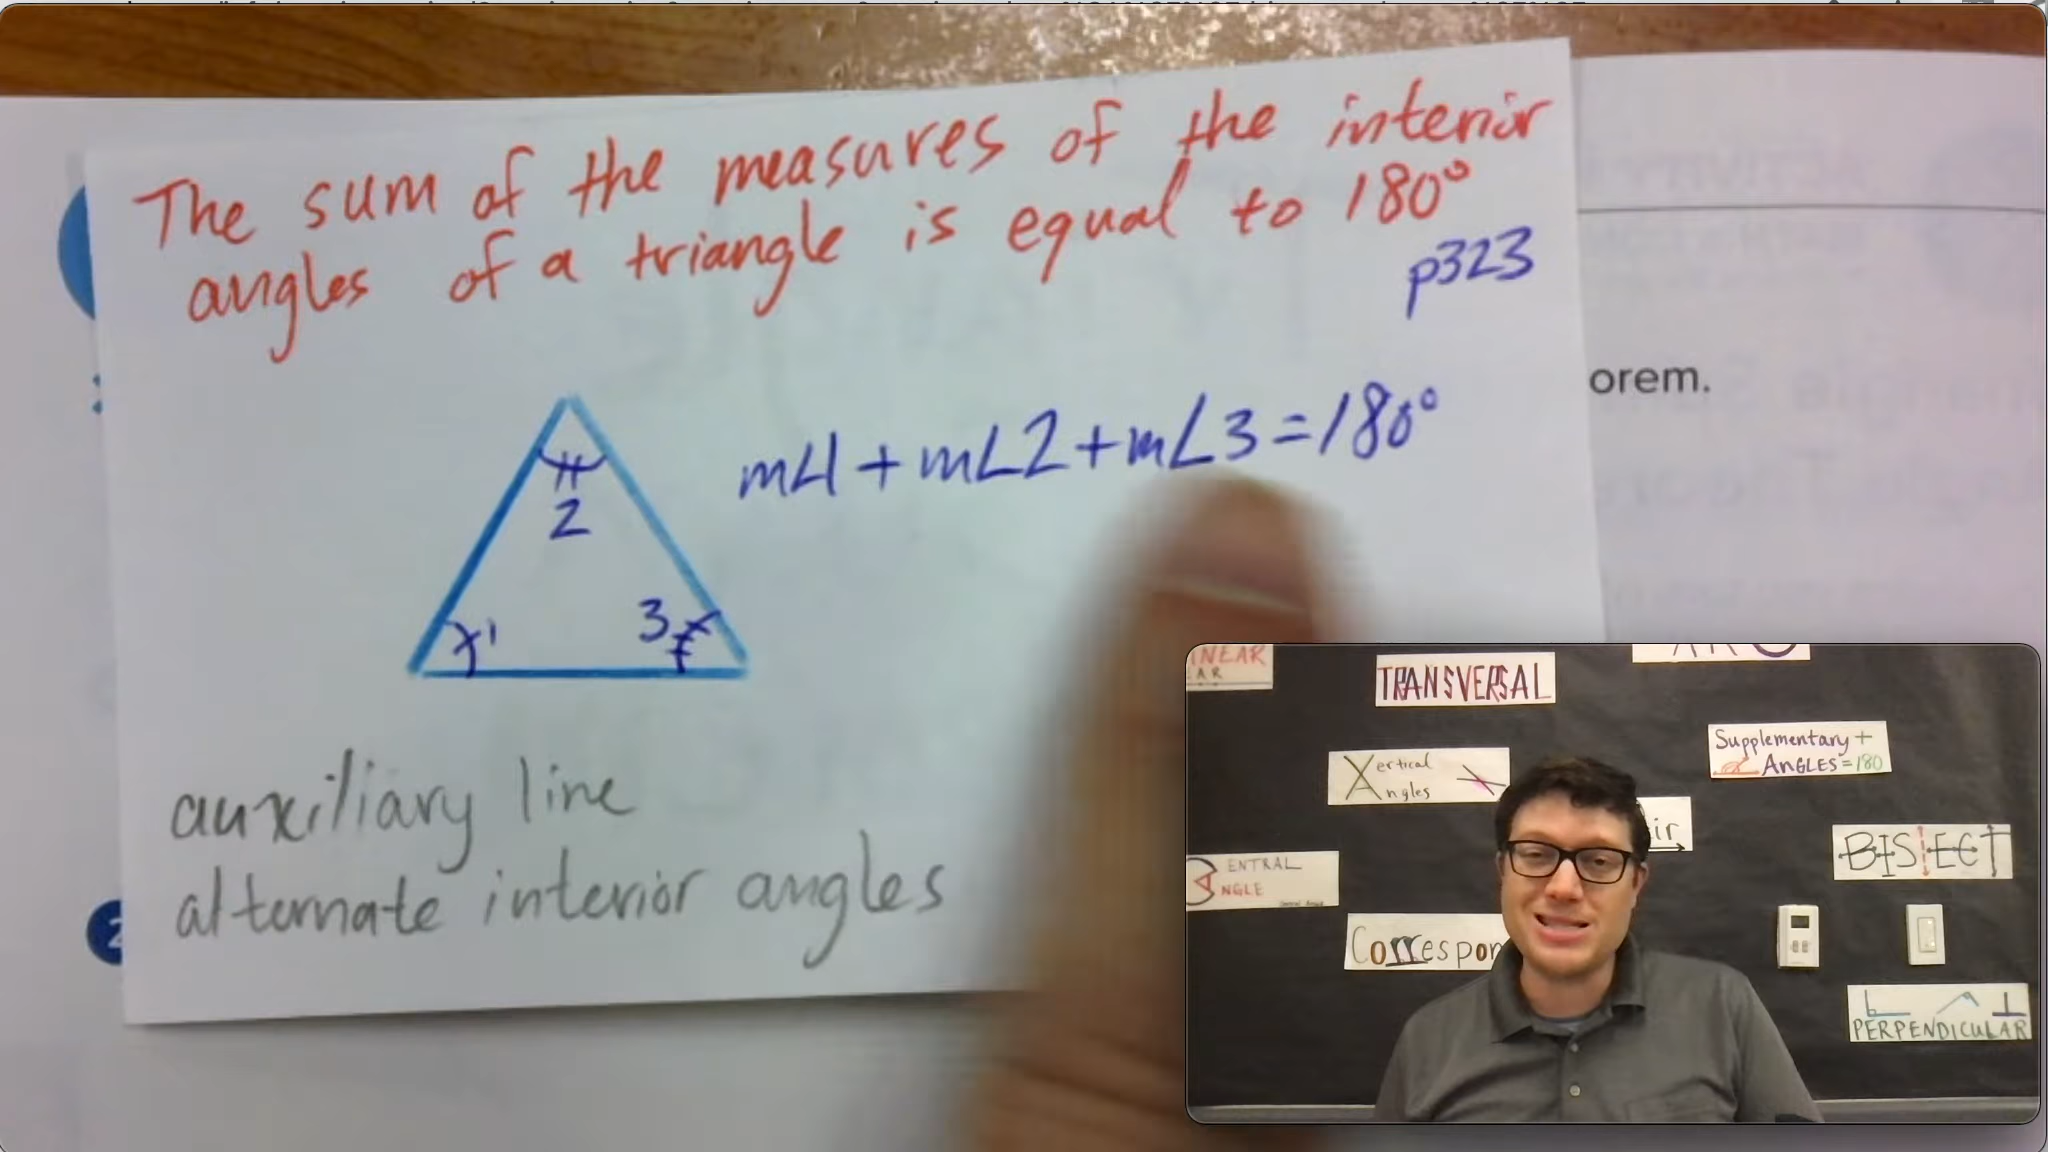 The sum of the measures of the interior
angles of a triangle is equal to 180°
p323
orem.
m∠1 + m∠2 + m∠3 = 180°
2
1
3
auxiliary line
alternate interior angles
2
TRANSVERSAL
Supplementary +
ANGLES = 180
Vertical
Angles
BISECT
ENTRAL
NGLE
Correspon
PERPENDICULAR